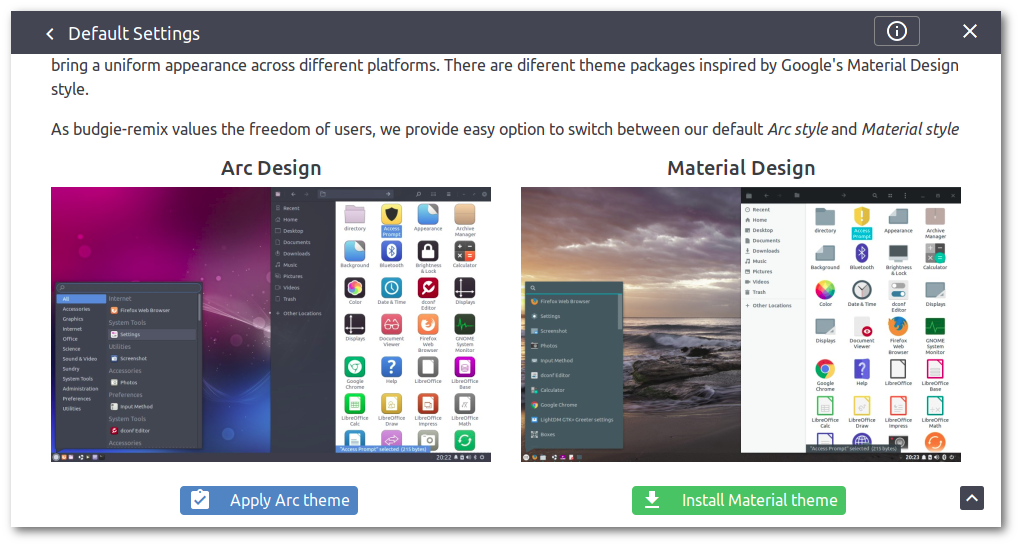 Default Settings
bring a uniform appearance across different platforms. There are diferent theme packages inspired by Google's Material Design
style.
As budgie-remix values the freedom of users, we provide easy option to switch between our default Arc style and Material style
Arc Design
Material Design
Recent
Home
Desktop
Documents
Downloads
Music
Pictures
Videos
Trash
Other Locations
directory
Access Prompt
Appearance
Archive Manager
Background
Bluetooth
Brightness & Lock
Calculator
Color
Date & Time
dconf Editor
Displays
Displays
Document Viewer
Firefox Web Browser
GNOME System Monitor
Google Chrome
Help
LibreOffice
LibreOffice Base
LibreOffice Calc
LibreOffice Draw
LibreOffice Impress
LibreOffice Math
"Access Prompt" selected (215 bytes)
20:22
All
Accessories
Graphics
Internet
Office
Science
Sound & Video
Sundry
System Tools
Administration
Preferences
Utilities
Internet
Firefox Web Browser
System Tools
Settings
Utilities
Screenshot
Accessories
Photos
Preferences
Input Method
System Tools
dconf Editor
Accessories
Recent
Home
Desktop
Documents
Downloads
Music
Pictures
Videos
Trash
Other Locations
directory
Access Prompt
Appearance
Archive Manager
Background
Bluetooth
Brightness & Lock
Calculator
Color
Date & Time
dconf Editor
Displays
Displays
Document Viewer
Firefox Web Browser
GNOME System Monitor
Google Chrome
Help
LibreOffice
LibreOffice Base
LibreOffice Calc
LibreOffice Draw
LibreOffice Impress
LibreOffice Math
"Access Prompt" selected (215 bytes)
20:23
Firefox Web Browser
Settings
Screenshot
Photos
Input Method
dconf Editor
Calculator
Google Chrome
LightDM GTK+ Greeter settings
Boxes
Apply Arc theme
Install Material theme